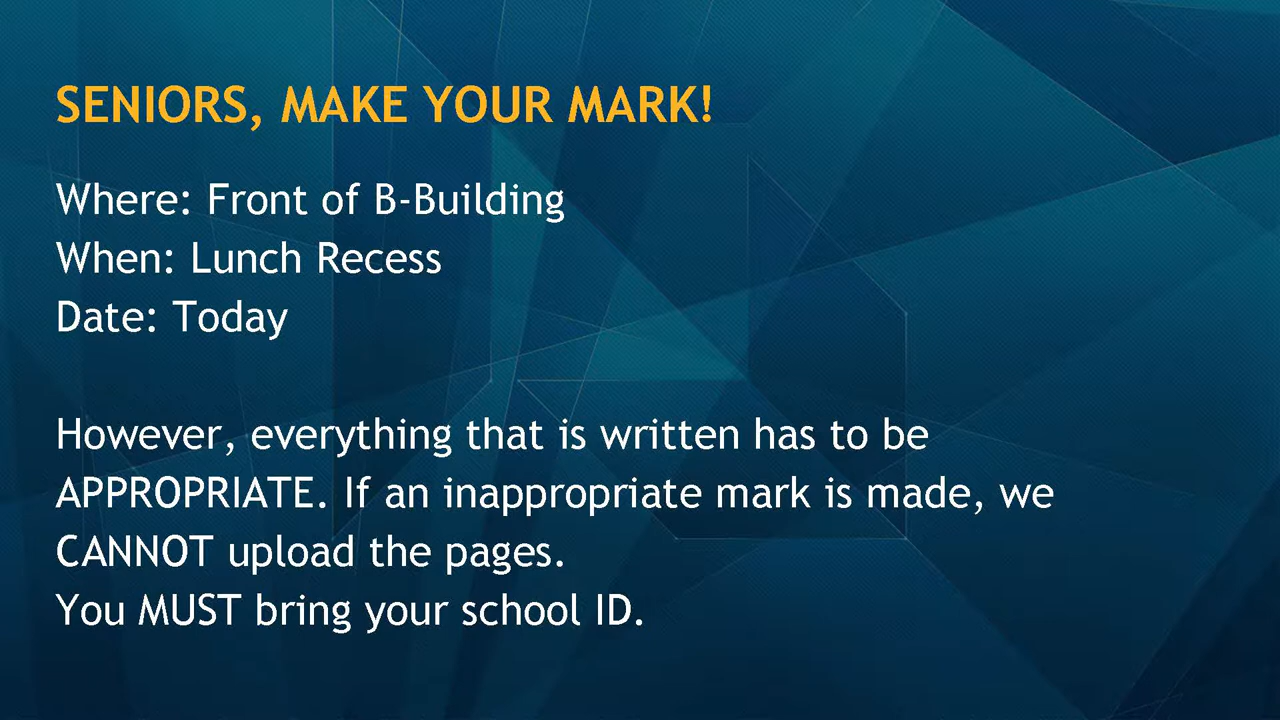 SENIORS, MAKE YOUR MARK!
Where: Front of B-Building
When: Lunch Recess
Date: Today
However, everything that is written has to be
APPROPRIATE. If an inappropriate mark is made, we
CANNOT upload the pages.
You MUST bring your school ID.